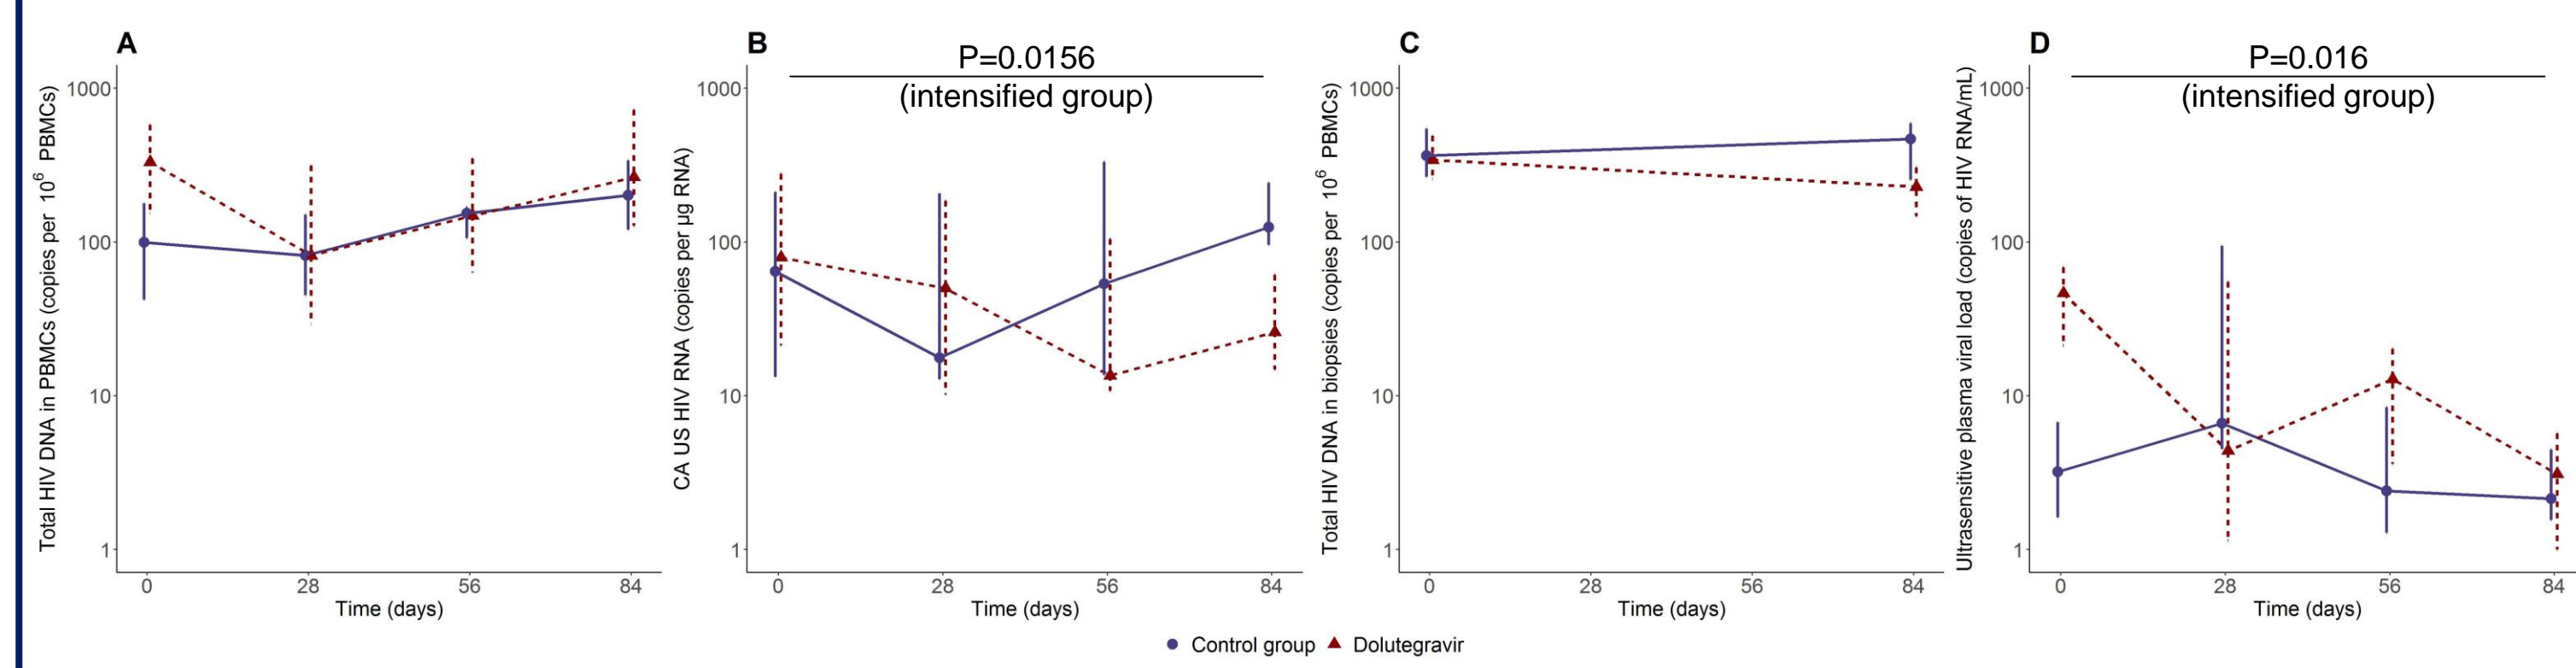 A
Total HIV DNA in PBMCs (copies per 10⁶ PBMCs)
1000
100
10
1
0 28 56 84
Time (days)
B
P=0.0156
(intensified group)
CA US HIV RNA (copies per µg RNA)
1000
100
10
1
0 28 56 84
Time (days)
C
Total HIV DNA in biopsies (copies per 10⁶ PBMCs)
1000
100
10
1
0 28 56 84
Time (days)
D
P=0.016
(intensified group)
Ultrasensitive plasma viral load (copies of HIV RNA/mL)
1000
100
10
1
0 28 56 84
Time (days)
Control group Dolutegravir